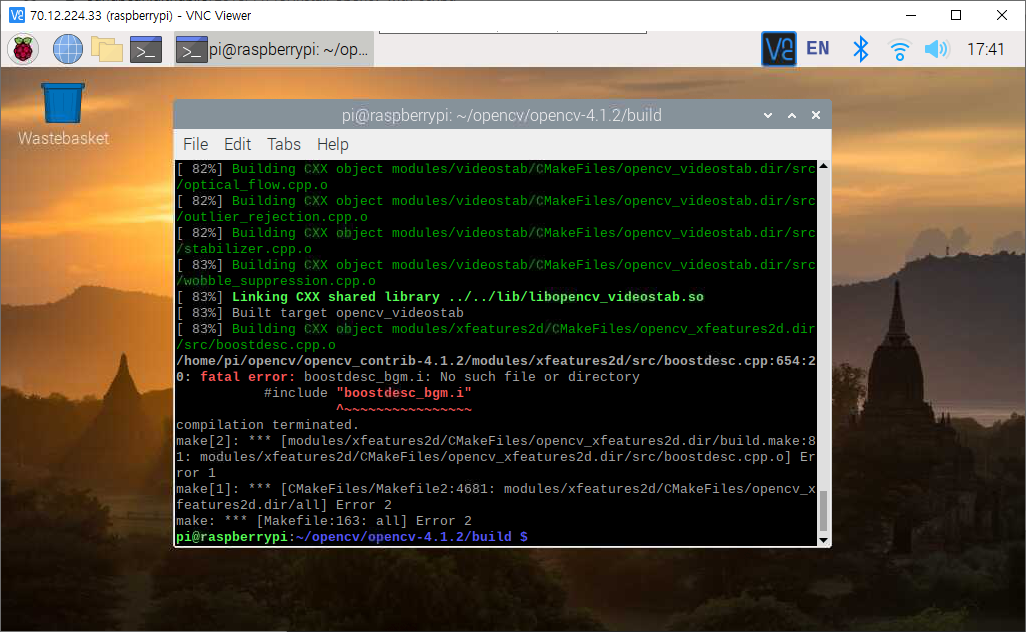 70.12.224.33 (raspberrypi) - VNC Viewer
pi@raspberrypi: ~/op...
EN
17:41
Wastebasket
pi@raspberrypi: ~/opencv/opencv-4.1.2/build
File Edit Tabs Help
[ 82%] Building CXX object modules/videostab/CMakeFiles/opencv_videostab.dir/src
/optical_flow.cpp.o
[ 82%] Building CXX object modules/videostab/CMakeFiles/opencv_videostab.dir/src
/outlier_rejection.cpp.o
[ 82%] Building CXX object modules/videostab/CMakeFiles/opencv_videostab.dir/src
/stabilizer.cpp.o
[ 83%] Building CXX object modules/videostab/CMakeFiles/opencv_videostab.dir/src
/wobble_suppression.cpp.o
[ 83%] Linking CXX shared library ../../lib/libopencv_videostab.so
[ 83%] Built target opencv_videostab
[ 83%] Building CXX object modules/xfeatures2d/CMakeFiles/opencv_xfeatures2d.dir
/src/boostdesc.cpp.o
/home/pi/opencv/opencv_contrib-4.1.2/modules/xfeatures2d/src/boostdesc.cpp:654:2
0: fatal error: boostdesc_bgm.i: No such file or directory
#include "boostdesc_bgm.i"
^~~~~~~~~~~~~~~~~
compilation terminated.
make[2]: *** [modules/xfeatures2d/CMakeFiles/opencv_xfeatures2d.dir/build.make:8
1: modules/xfeatures2d/CMakeFiles/opencv_xfeatures2d.dir/src/boostdesc.cpp.o] Er
ror 1
make[1]: *** [CMakeFiles/Makefile2:4681: modules/xfeatures2d/CMakeFiles/opencv_x
features2d.dir/all] Error 2
make: *** [Makefile:163: all] Error 2
pi@raspberrypi:~/opencv/opencv-4.1.2/build $